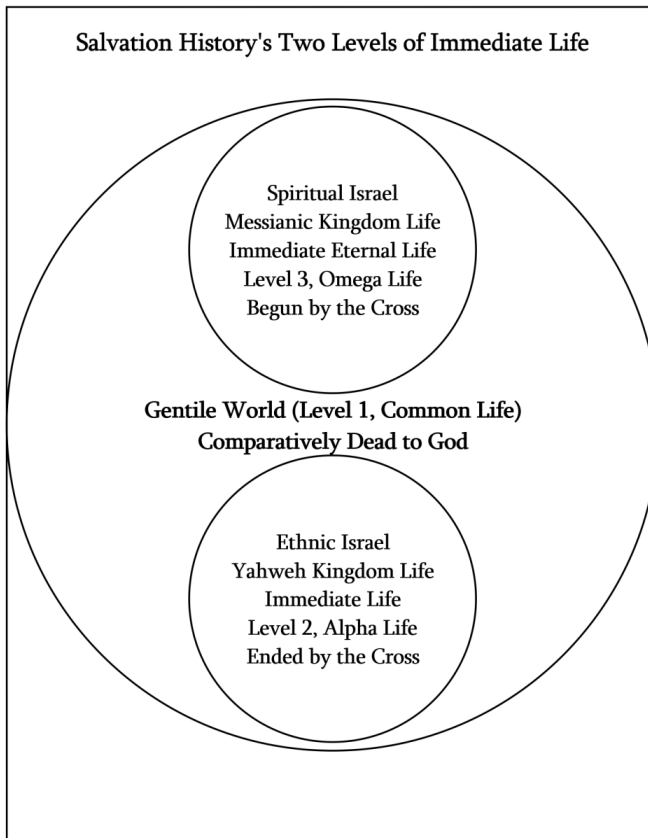 Salvation History's Two Levels of Immediate Life
Spiritual Israel
Messianic Kingdom Life
Immediate Eternal Life
Level 3, Omega Life
Begun by the Cross
Gentile World (Level 1, Common Life)
Comparatively Dead to God
Ethnic Israel
Yahweh Kingdom Life
Immediate Life
Level 2, Alpha Life
Ended by the Cross